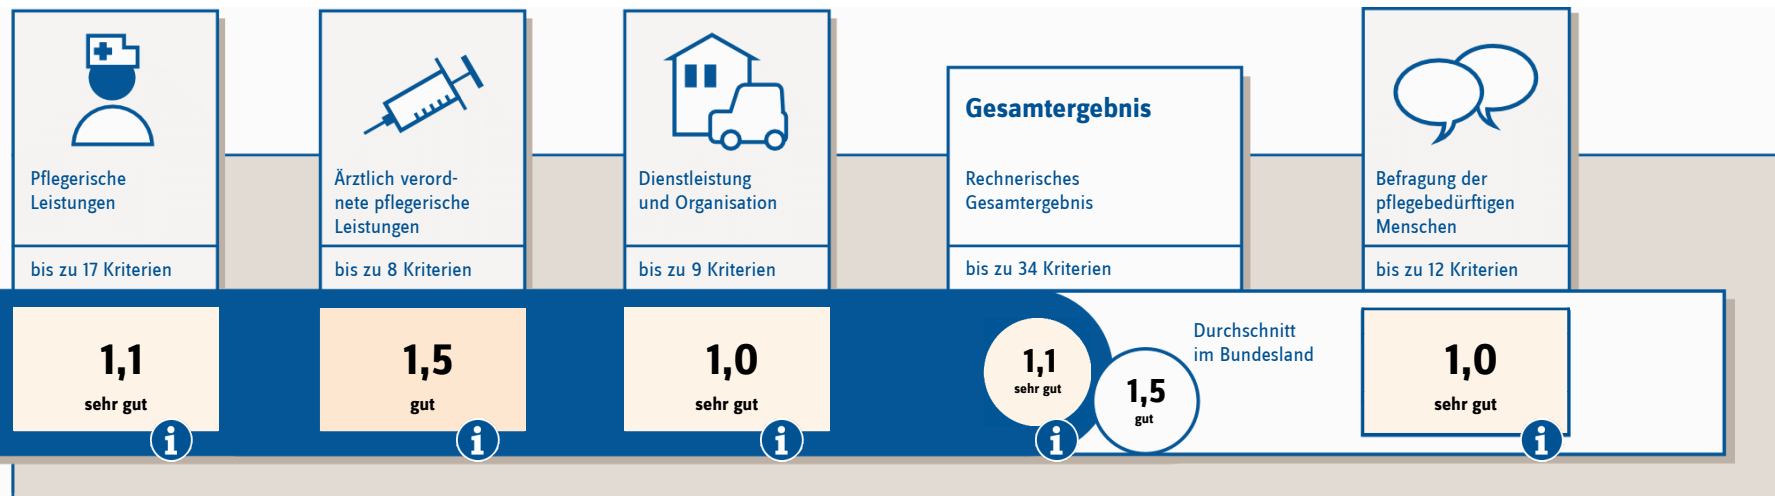 Pflegerische
Leistungen
bis zu 17 Kriterien
1,1
sehr gut
i
Ärztlich verord-
nete pflegerische
Leistungen
bis zu 8 Kriterien
1,5
gut
i
Dienstleistung
und Organisation
bis zu 9 Kriterien
1,0
sehr gut
i
Gesamtergebnis
Rechnerisches
Gesamtergebnis
bis zu 34 Kriterien
1,1
sehr gut
i
1,5
gut
Durchschnitt
im Bundesland
Befragung der
pflegebedürftigen
Menschen
bis zu 12 Kriterien
1,0
sehr gut
i